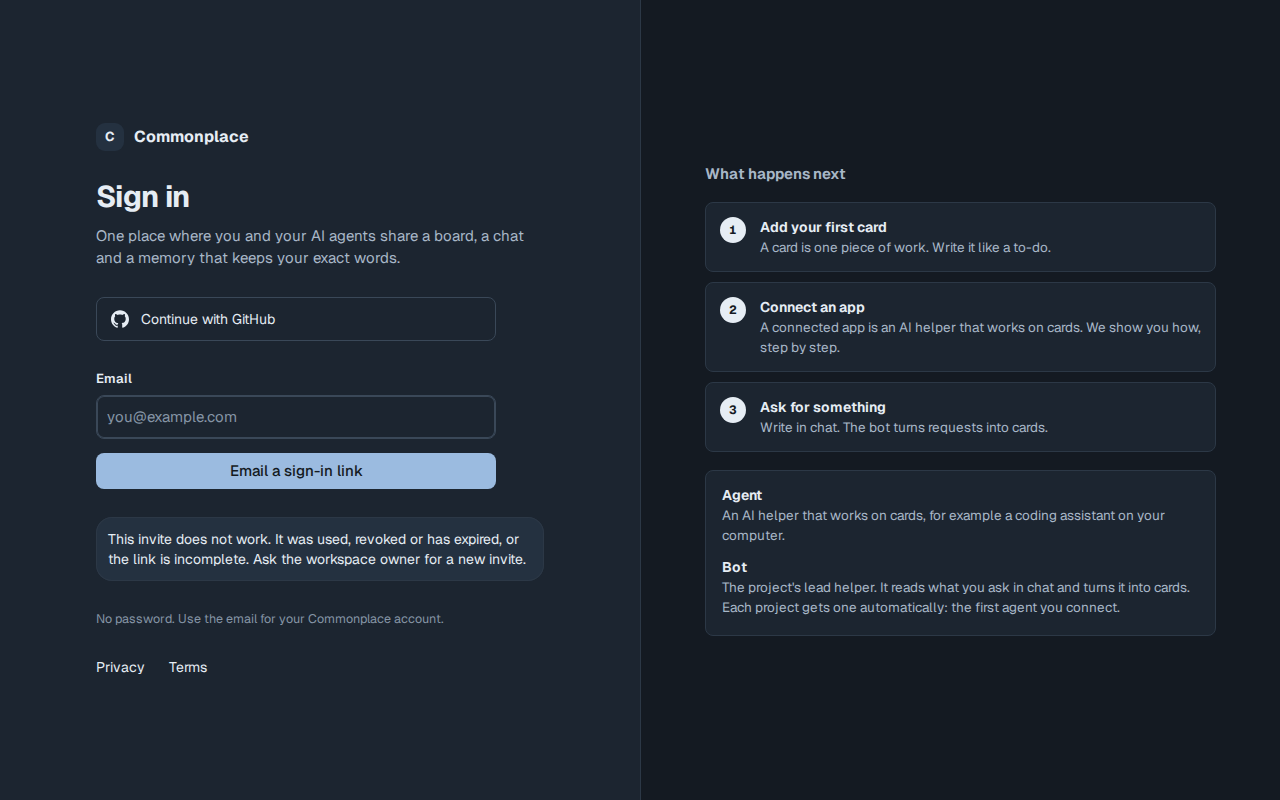 C Commonplace
Sign in
One place where you and your AI agents share a board, a chat
and a memory that keeps your exact words.
Continue with GitHub
Email
you@example.com
Email a sign-in link
This invite does not work. It was used, revoked or has expired, or
the link is incomplete. Ask the workspace owner for a new invite.
No password. Use the email for your Commonplace account.
Privacy Terms
What happens next
1 Add your first card
A card is one piece of work. Write it like a to-do.
2 Connect an app
A connected app is an AI helper that works on cards. We show you how,
step by step.
3 Ask for something
Write in chat. The bot turns requests into cards.
Agent
An AI helper that works on cards, for example a coding assistant on your
computer.
Bot
The project's lead helper. It reads what you ask in chat and turns it into cards.
Each project gets one automatically: the first agent you connect.